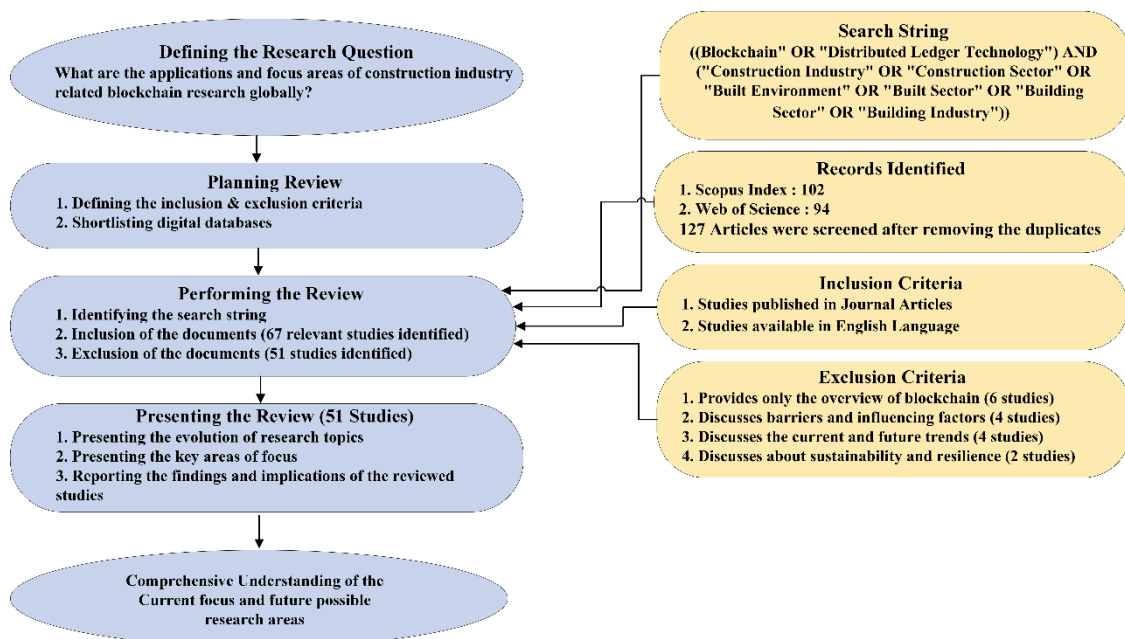 Defining the Research Question
What are the applications and focus areas of construction industry
related blockchain research globally?
Planning Review
1. Defining the inclusion & exclusion criteria
2. Shortlisting digital databases
Performing the Review
1. Identifying the search string
2. Inclusion of the documents (67 relevant studies identified)
3. Exclusion of the documents (51 studies identified)
Presenting the Review (51 Studies)
1. Presenting the evolution of research topics
2. Presenting the key areas of focus
3. Reporting the findings and implications of the reviewed
studies
Comprehensive Understanding of the
Current focus and future possible
research areas
Search String
((Blockchain" OR "Distributed Ledger Technology") AND
("Construction Industry" OR "Construction Sector" OR
"Built Environment" OR "Built Sector" OR "Building
Sector" OR "Building Industry"))
Records Identified
1. Scopus Index : 102
2. Web of Science : 94
127 Articles were screened after removing the duplicates
Inclusion Criteria
1. Studies published in Journal Articles
2. Studies available in English Language
Exclusion Criteria
1. Provides only the overview of blockchain (6 studies)
2. Discusses barriers and influencing factors (4 studies)
3. Discusses the current and future trends (4 studies)
4. Discusses about sustainability and resilience (2 studies)